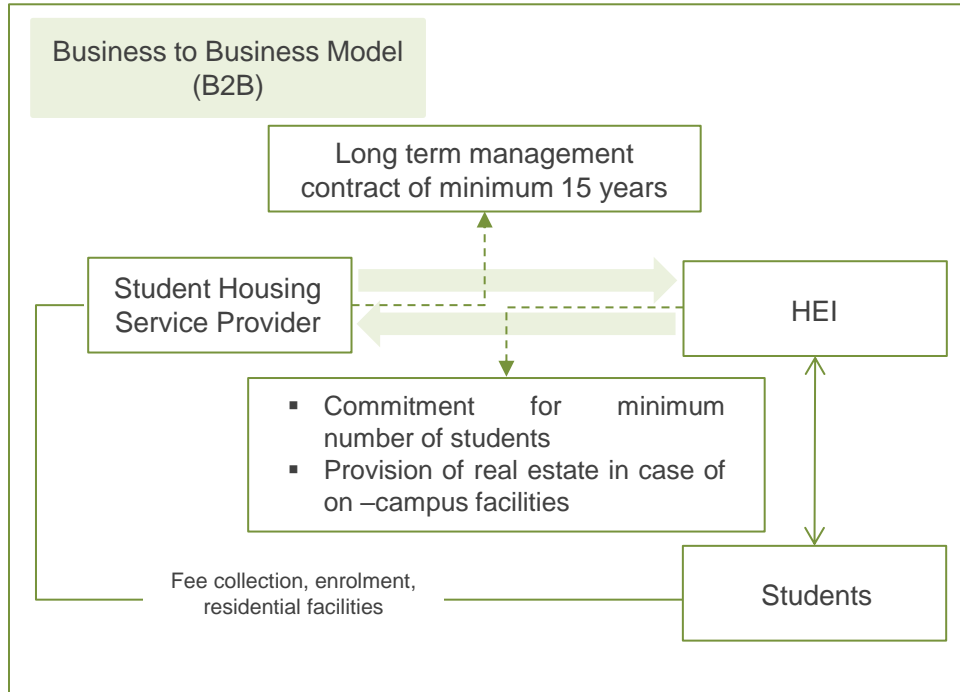 Business to Business Model
(B2B)
Long term management
contract of minimum 15 years
Student Housing
Service Provider
HEI
▪ Commitment for minimum
number of students
▪ Provision of real estate in case of
on –campus facilities
Fee collection, enrolment,
residential facilities
Students